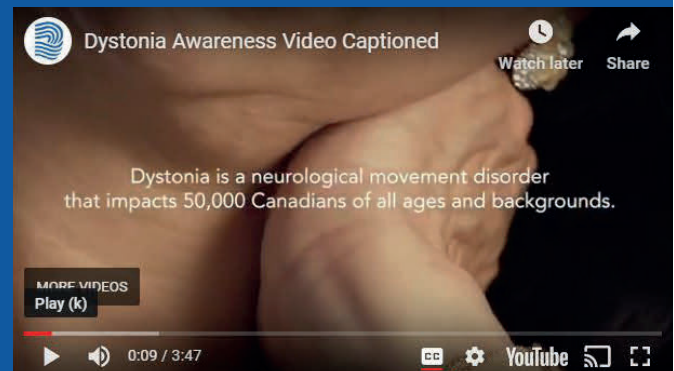 Dystonia Awareness Video Captioned
Watch later Share
Dystonia is a neurological movement disorder
that impacts 50,000 Canadians of all ages and backgrounds.
MORE VIDEOS
Play (k)
0:09 / 3:47
CC
YouTube